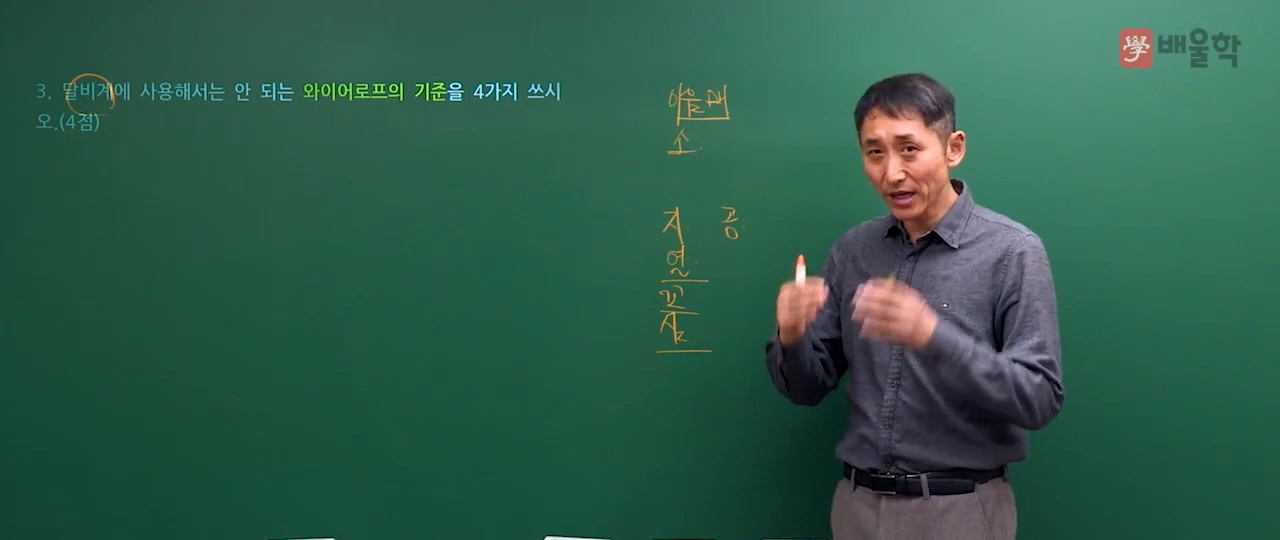 學 배울학
3. 달비계에 사용해서는 안 되는 와이어로프의 기준을 4가지 쓰시
오.(4점)
이음매
소
지 공
열
꼬
심